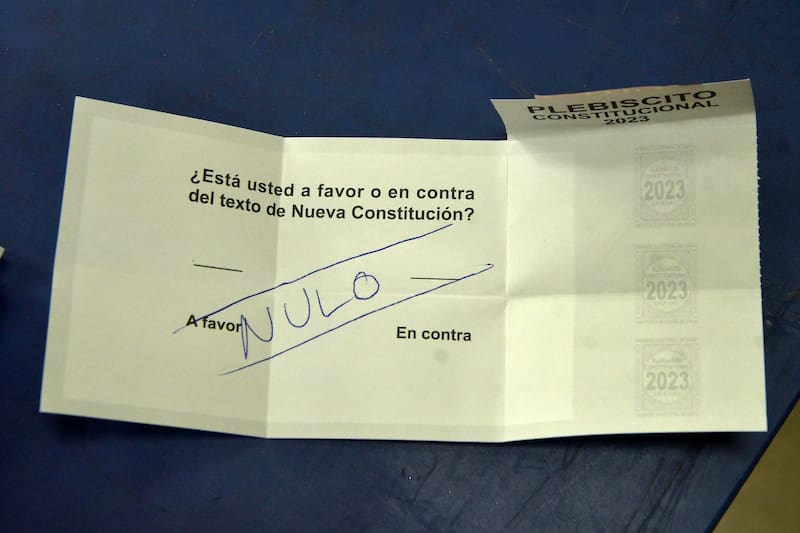 PLEBISCITO
CONSTITUCIONAL
2023
¿Está usted a favor o en contra
del texto de Nueva Constitución?
NULO
A favor
En contra
2023
2023
2023